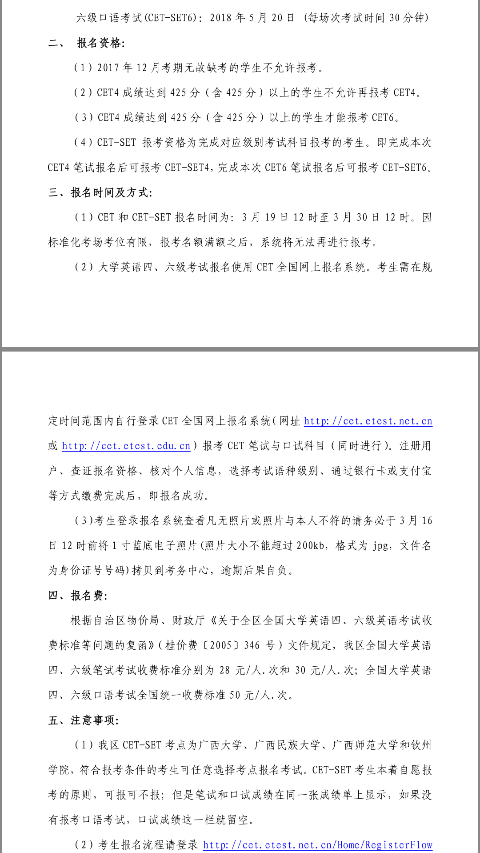 六级口语考试(CET-SET6)：2018 年 5 月 20 日 (每场次考试时间 30 分钟)
二、 报名资格:
（1）2017 年 12 月考期无故缺考的学生不允许报考。
（2）CET4 成绩达到 425 分（含 425 分）以上的学生不允许再报考 CET4。
（3）CET4 成绩达到 425 分（含 425 分）以上的学生才能报考 CET6。
（4）CET-SET 报考资格为完成对应级别考试科目报考的考生。即完成本次
CET4 笔试报名后可报考 CET-SET4, 完成本次 CET6 笔试报名后可报考 CET-SET6。
三、报名时间及方式:
（1）CET 和 CET-SET 报名时间为：3 月 19 日 12 时至 3 月 30 日 12 时。因
标准化考场考位有限，报考名额满额之后，系统将无法再进行报考。
（2）大学英语四、六级考试报名使用 CET 全国网上报名系统。考生需在规
定时间范围内自行登录 CET 全国网上报名系统(网址 http://cet.etest.net.cn
或 http://cet.etest.edu.cn) 报考 CET 笔试与口试科目 (同时进行)。注册用
户、查证报名资格、核对个人信息，选择考试语种级别、通过银行卡或支付宝
等方式缴费完成后，即报名成功。
（3)考生登录报名系统查看凡无照片或照片与本人不符的请务必于 3 月 16
日 12 时前将 1 寸蓝底电子照片(照片大小不能超过 200kb，格式为 jpg，文件名
为身份证号号码)拷贝到考务中心，逾期后果自负。
四、报名费:
根据自治区物价局、财政厅《关于全区全国大学英语四、六级英语考试收
费标准等问题的复函》（桂价费〔2005〕346 号）文件规定，我区全国大学英语
四、六级笔试考试收费标准分别为 28 元/人.次和 30 元/人.次；全国大学英语
四、六级口语考试全国统一收费标准 50 元/人.次。
五、注意事项:
（1）我区 CET-SET 考点为广西大学、广西民族大学、广西师范大学和钦州
学院，符合报考条件的考生可任意选择考点报名考试。CET-SET 考生本着自愿报
考的原则，可报可不报；但是笔试和口试成绩在同一张成绩单上显示，如果没
有报考口语考试，口试成绩这一栏就留空。
（2）考生报名流程请登录 http://cet.etest.net.cn/Home/RegisterFlow